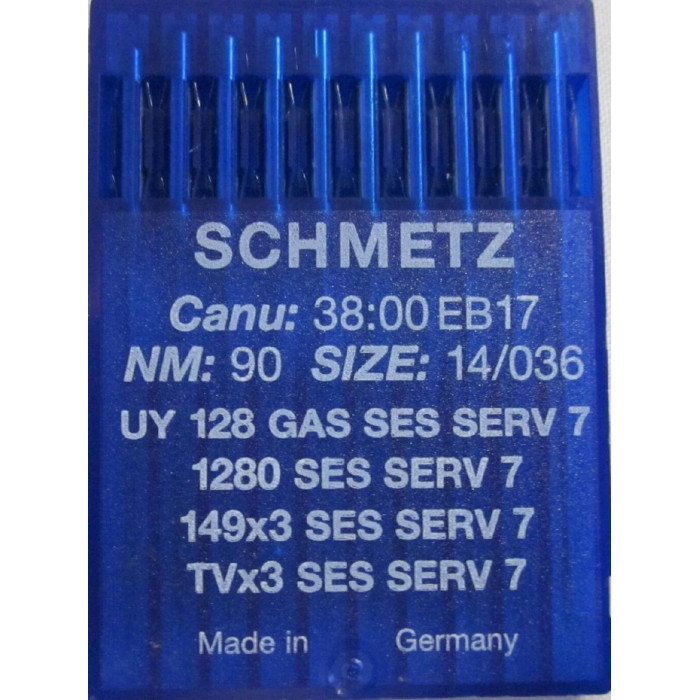 SCHMETZ
Canu: 38:00 EB17
NM: 90 SIZE: 14/036
UY 128 GAS SES SERV 7
1280 SES SERV 7
149x3 SES SERV 7
TVx3 SES SERV 7
Made in Germany